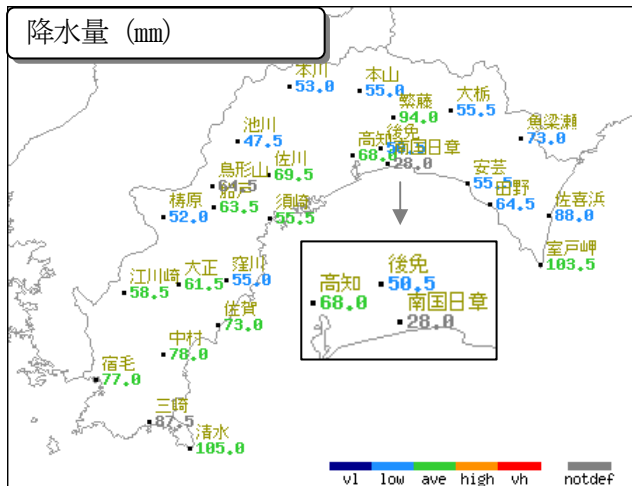 降水量 (mm)
本川
53.0
本山
55.0
繁藤
94.0
大栃
55.5
魚梁瀬
73.0
池川
47.5
高知
68.0
後免
50.5
南国日章
28.0
佐川
69.5
鳥形山
64.5
船戸
63.5
須崎
55.5
梼原
52.0
安芸
55.5
田野
64.5
佐喜浜
88.0
室戸岬
103.5
江川崎
58.5
大正
61.5
窪川
55.0
佐賀
73.0
中村
78.0
宿毛
77.0
三崎
87.5
清水
105.0
後免
50.5
高知
68.0
南国日章
28.0
vl low ave high vh notdef